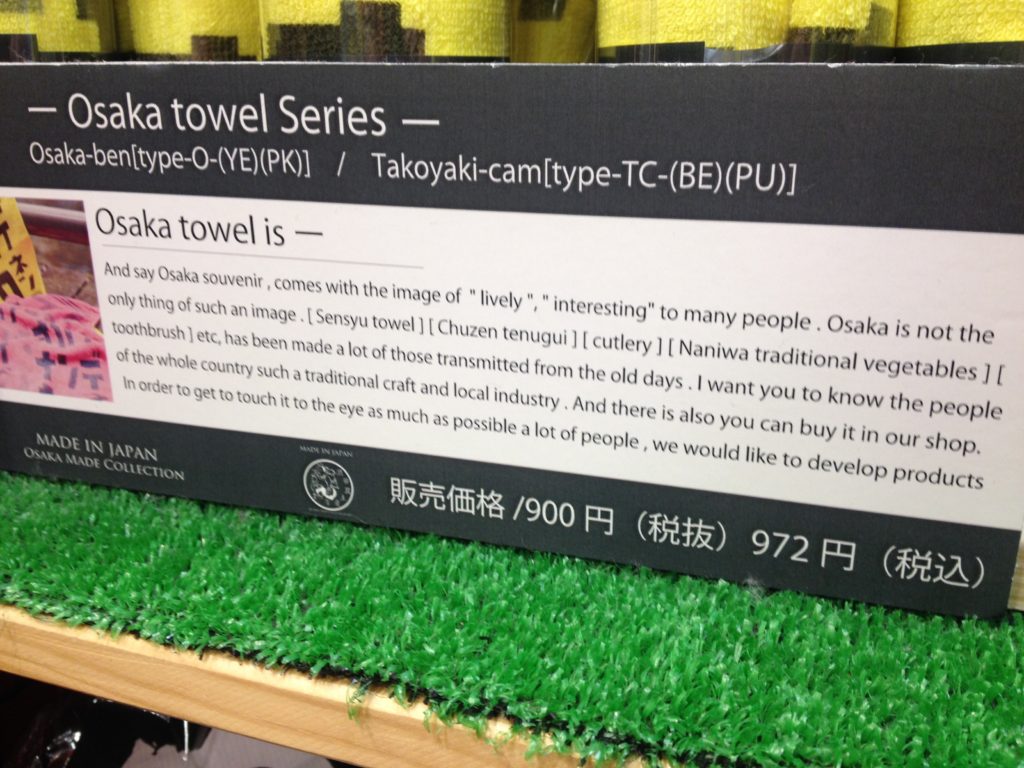 — Osaka towel Series —
Osaka-ben[type-O-(YE)(PK)] / Takoyaki-cam[type-TC-(BE)(PU)]
Osaka towel is —
And say Osaka souvenir , comes with the image of " lively ", " interesting" to many people . Osaka is not the
only thing of such an image . [ Sensyu towel ] [ Chuzen tenugui ] [ cutlery ] [ Naniwa traditional vegetables ] [
toothbrush ] etc, has been made a lot of those transmitted from the old days . I want you to know the people
of the whole country such a traditional craft and local industry . And there is also you can buy it in our shop.
In order to get to touch it to the eye as much as possible a lot of people , we would like to develop products
MADE IN JAPAN
OSAKA MADE COLLECTION
MADE IN JAPAN
販売価格 /900 円（税抜）972 円（税込）